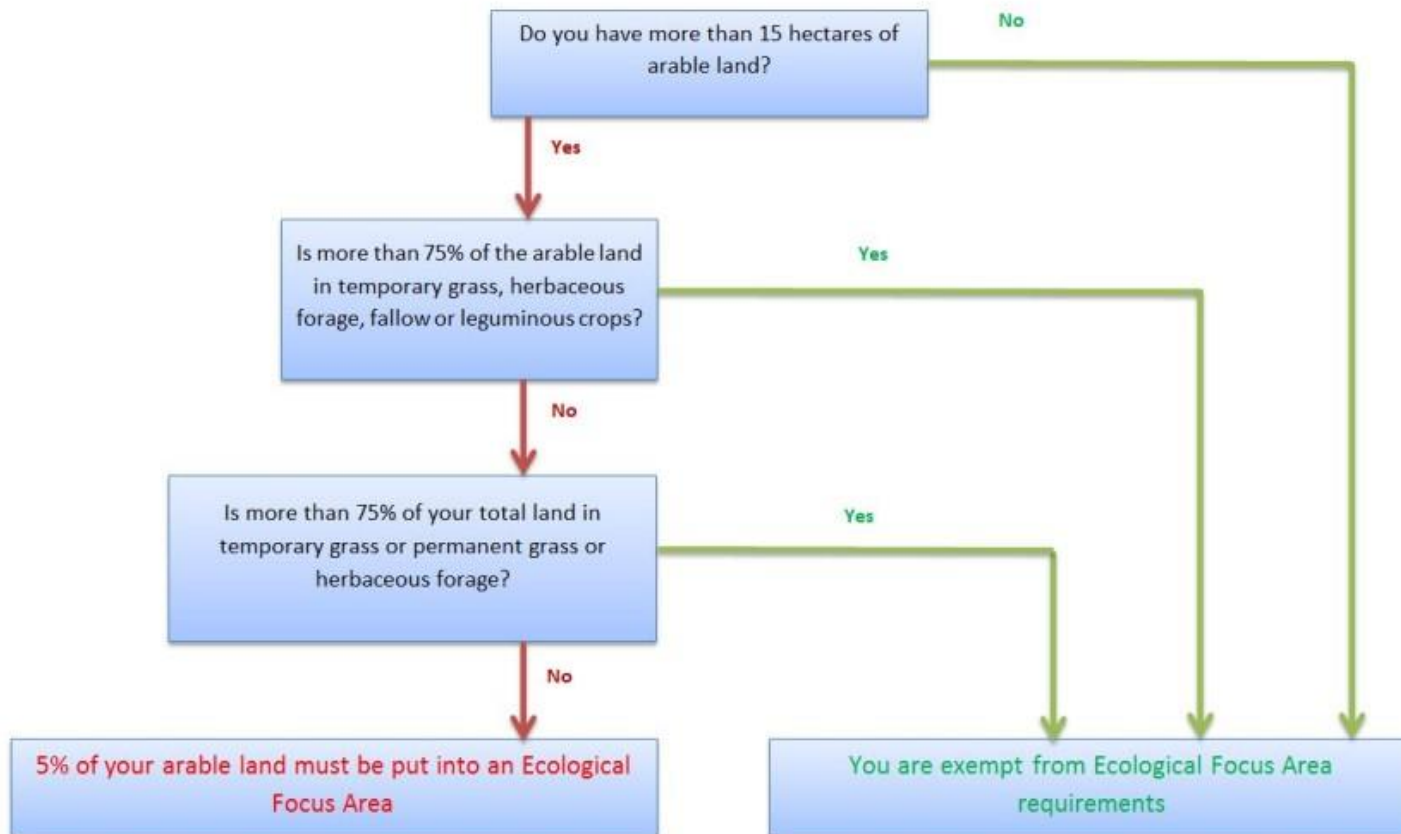 Do you have more than 15 hectares of
arable land?
No
Yes
Is more than 75% of the arable land
in temporary grass, herbaceous
forage, fallow or leguminous crops?
Yes
No
Is more than 75% of your total land in
temporary grass or permanent grass or
herbaceous forage?
Yes
No
5% of your arable land must be put into an Ecological
Focus Area
You are exempt from Ecological Focus Area
requirements